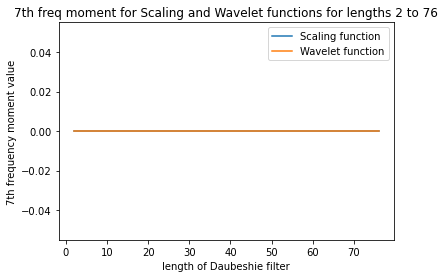 7th freq moment for Scaling and Wavelet functions for lengths 2 to 76
Scaling function
Wavelet function
7th frequency moment value
0.04
0.02
0.00
−0.02
−0.04
0 10 20 30 40 50 60 70
length of Daubeshie filter